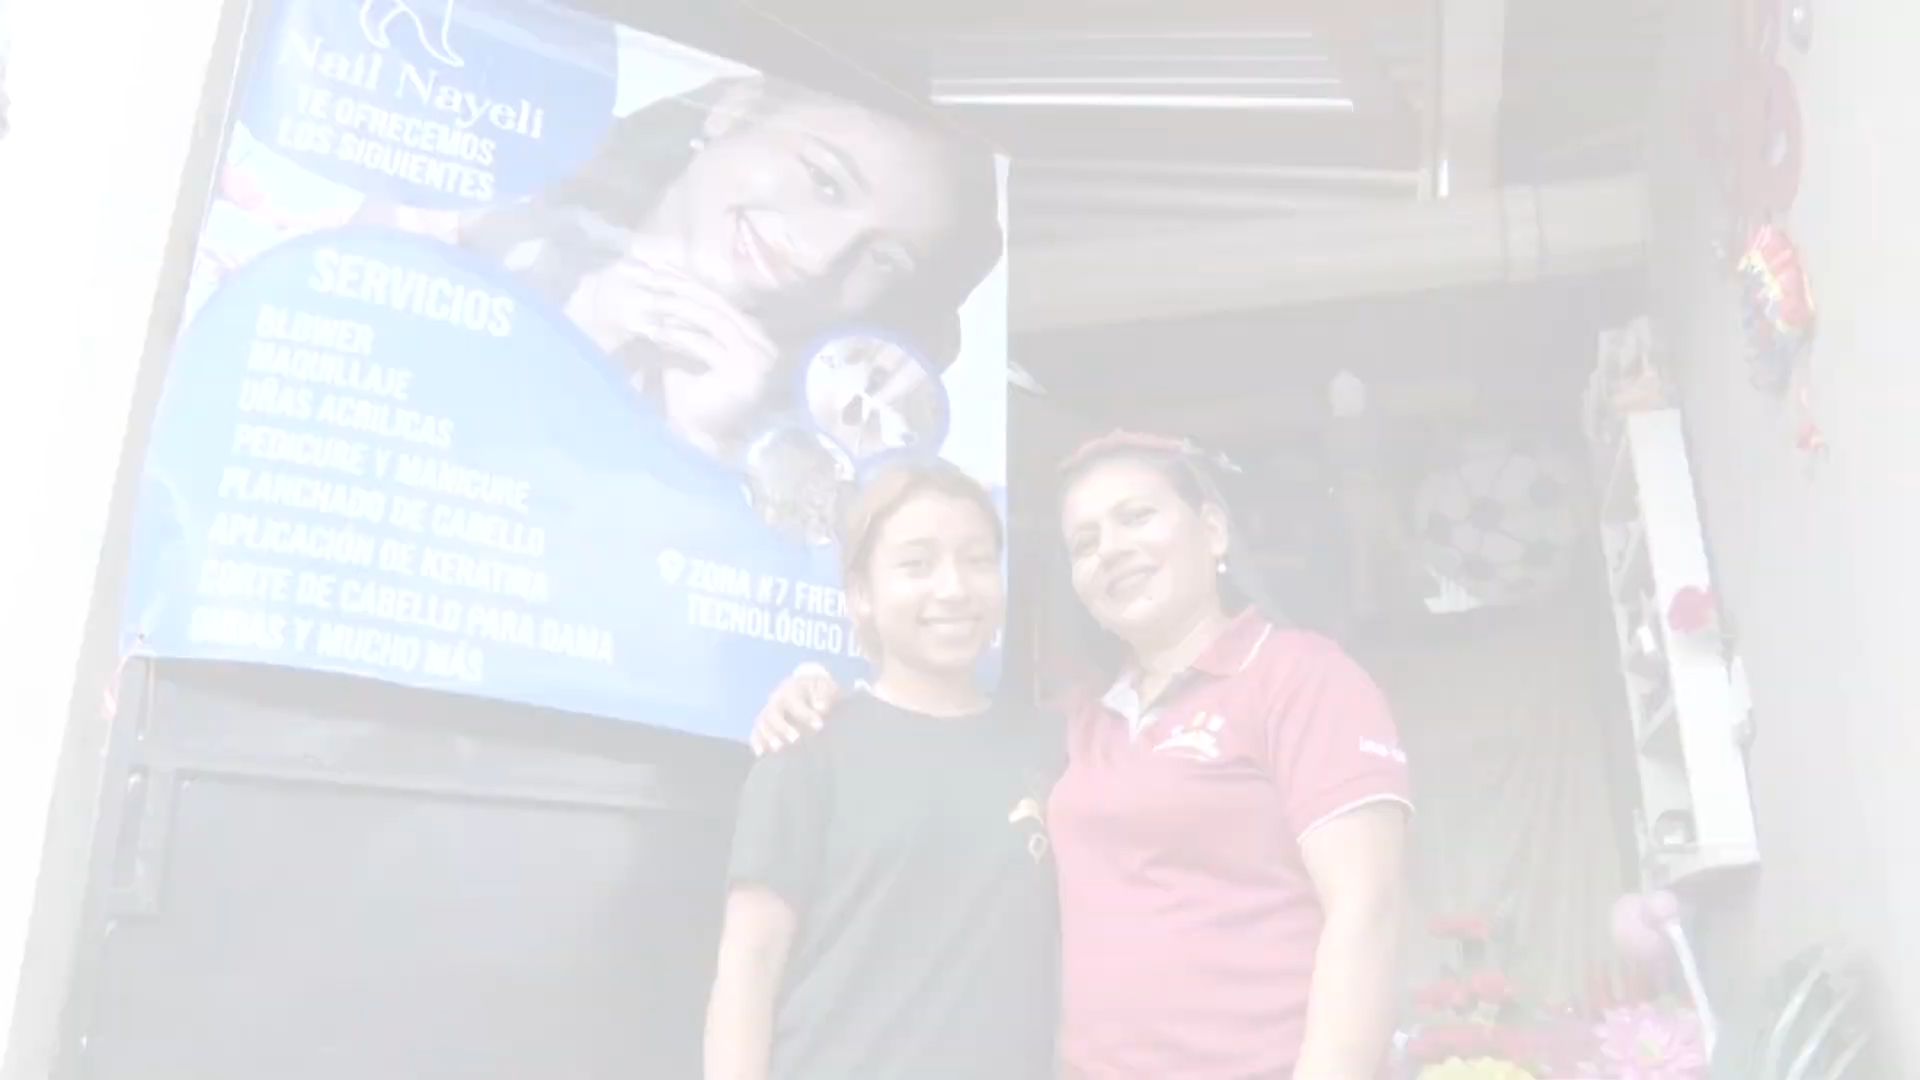 Nail Nayeli
TE OFRECEMOS
LOS SIGUIENTES
SERVICIOS
BLOWER
MAQUILLAJE
UÑAS ACRILICAS
PEDICURE Y MANICURE
PLANCHADO DE CABELLO
APLICACIÓN DE KERATINA
CORTE DE CABELLO PARA DAMA
ONDAS Y MUCHO MÁS
ZONA #7 FREN
TECNOLÓGICO